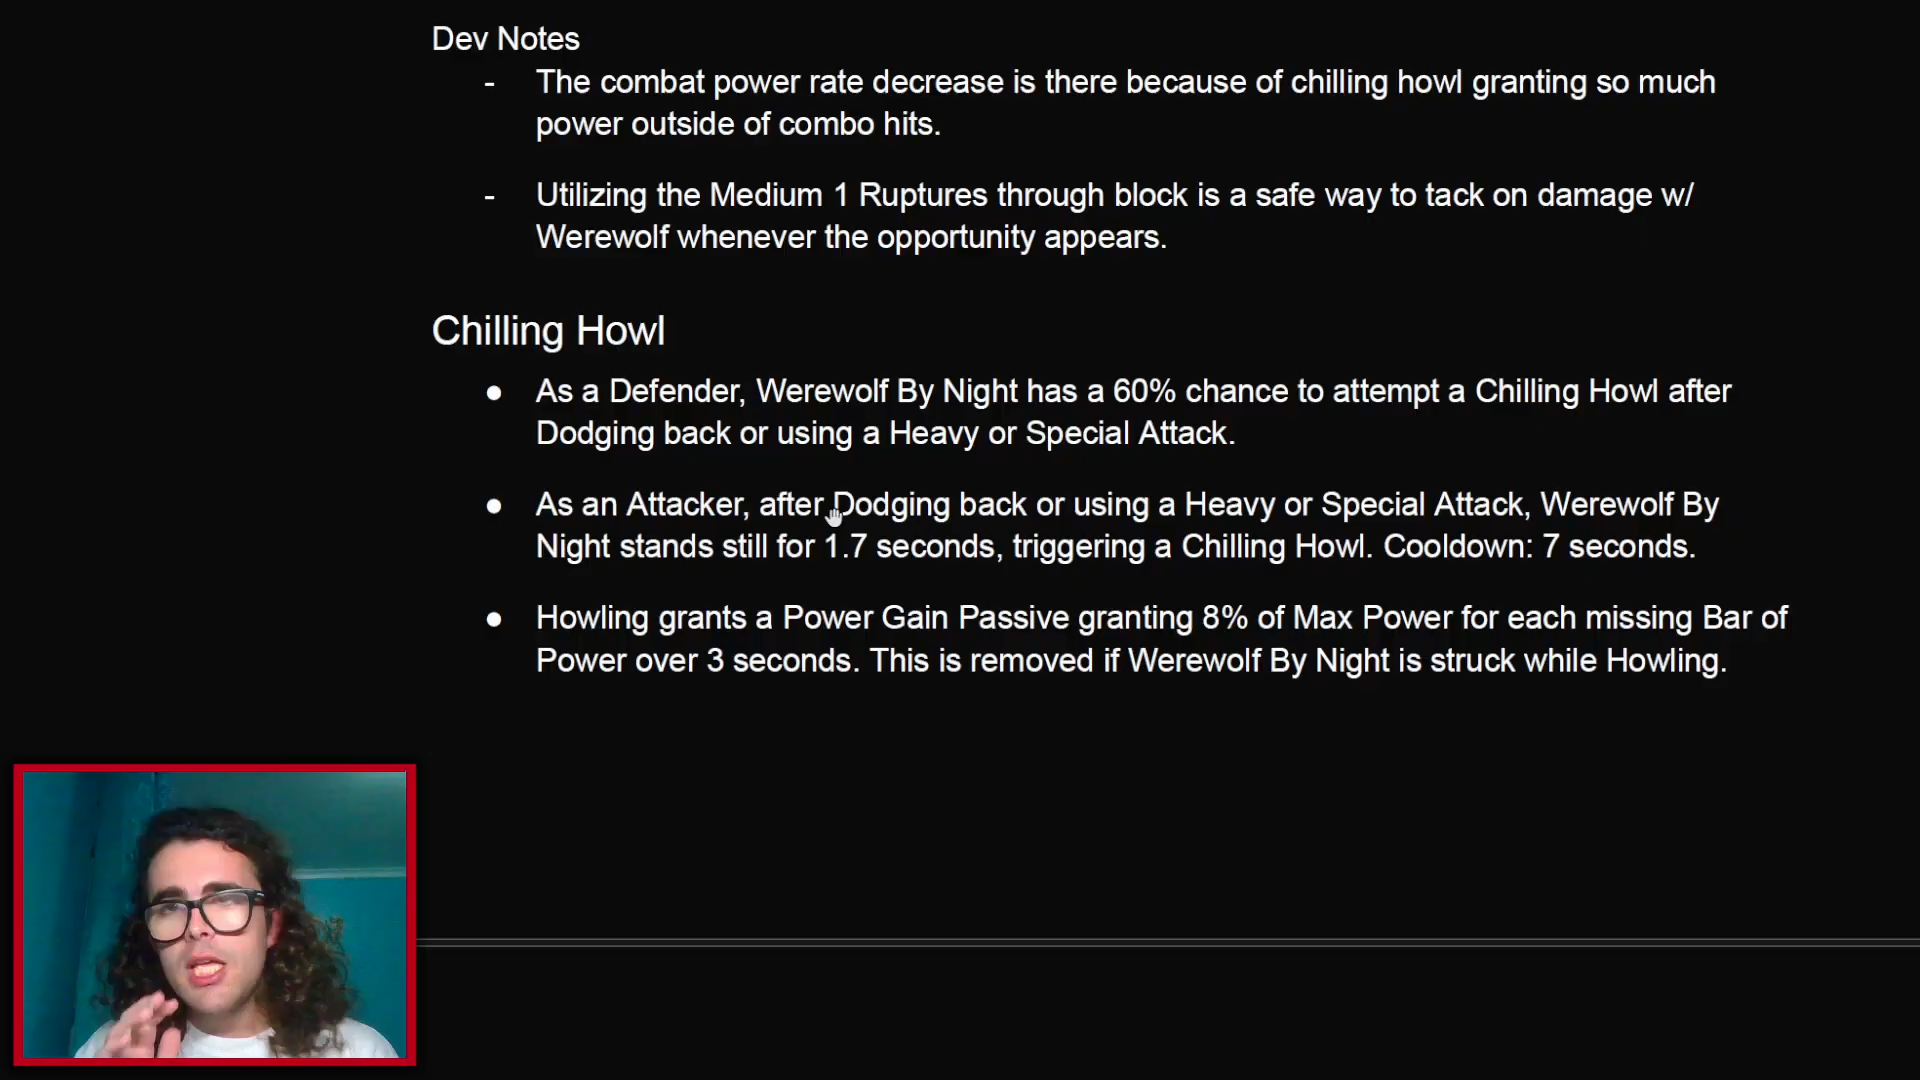 Dev Notes
- The combat power rate decrease is there because of chilling howl granting so much
power outside of combo hits.
- Utilizing the Medium 1 Ruptures through block is a safe way to tack on damage w/
Werewolf whenever the opportunity appears.
Chilling Howl
● As a Defender, Werewolf By Night has a 60% chance to attempt a Chilling Howl after
Dodging back or using a Heavy or Special Attack.
● As an Attacker, after Dodging back or using a Heavy or Special Attack, Werewolf By
Night stands still for 1.7 seconds, triggering a Chilling Howl. Cooldown: 7 seconds.
● Howling grants a Power Gain Passive granting 8% of Max Power for each missing Bar of
Power over 3 seconds. This is removed if Werewolf By Night is struck while Howling.